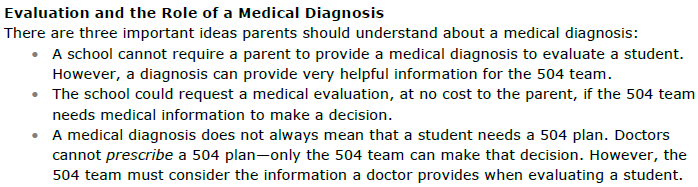 Evaluation and the Role of a Medical Diagnosis
There are three important ideas parents should understand about a medical diagnosis:
• A school cannot require a parent to provide a medical diagnosis to evaluate a student.
However, a diagnosis can provide very helpful information for the 504 team.
• The school could request a medical evaluation, at no cost to the parent, if the 504 team
needs medical information to make a decision.
• A medical diagnosis does not always mean that a student needs a 504 plan. Doctors
cannot prescribe a 504 plan—only the 504 team can make that decision. However, the
504 team must consider the information a doctor provides when evaluating a student.